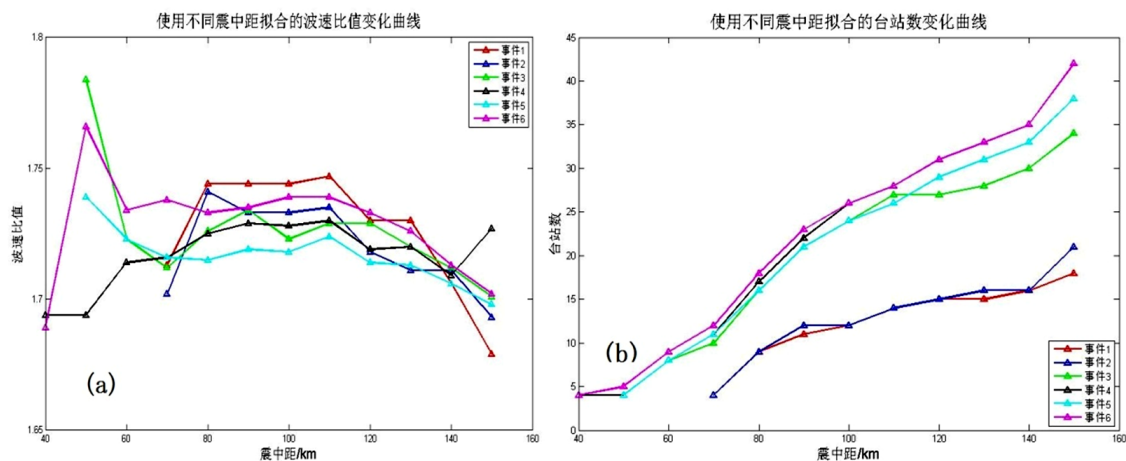 使用不同震中距拟合的波速比值变化曲线
1.8
1.75
1.7
1.65
波速比值
事件1
事件2
事件3
事件4
事件5
事件6
(a)
40 60 80 100 120 140 160
震中距/km
使用不同震中距拟合的台站数变化曲线
45
40
35
30
25
20
15
10
5
0
台站数
(b)
事件1
事件2
事件3
事件4
事件5
事件6
40 60 80 100 120 140 160
震中距/km